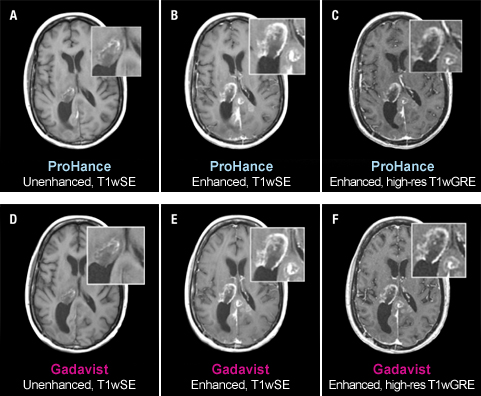 A
B
C
ProHance
Unenhanced, T1wSE
ProHance
Enhanced, T1wSE
ProHance
Enhanced, high-res T1wGRE
D
E
F
Gadavist
Unenhanced, T1wSE
Gadavist
Enhanced, T1wSE
Gadavist
Enhanced, high-res T1wGRE